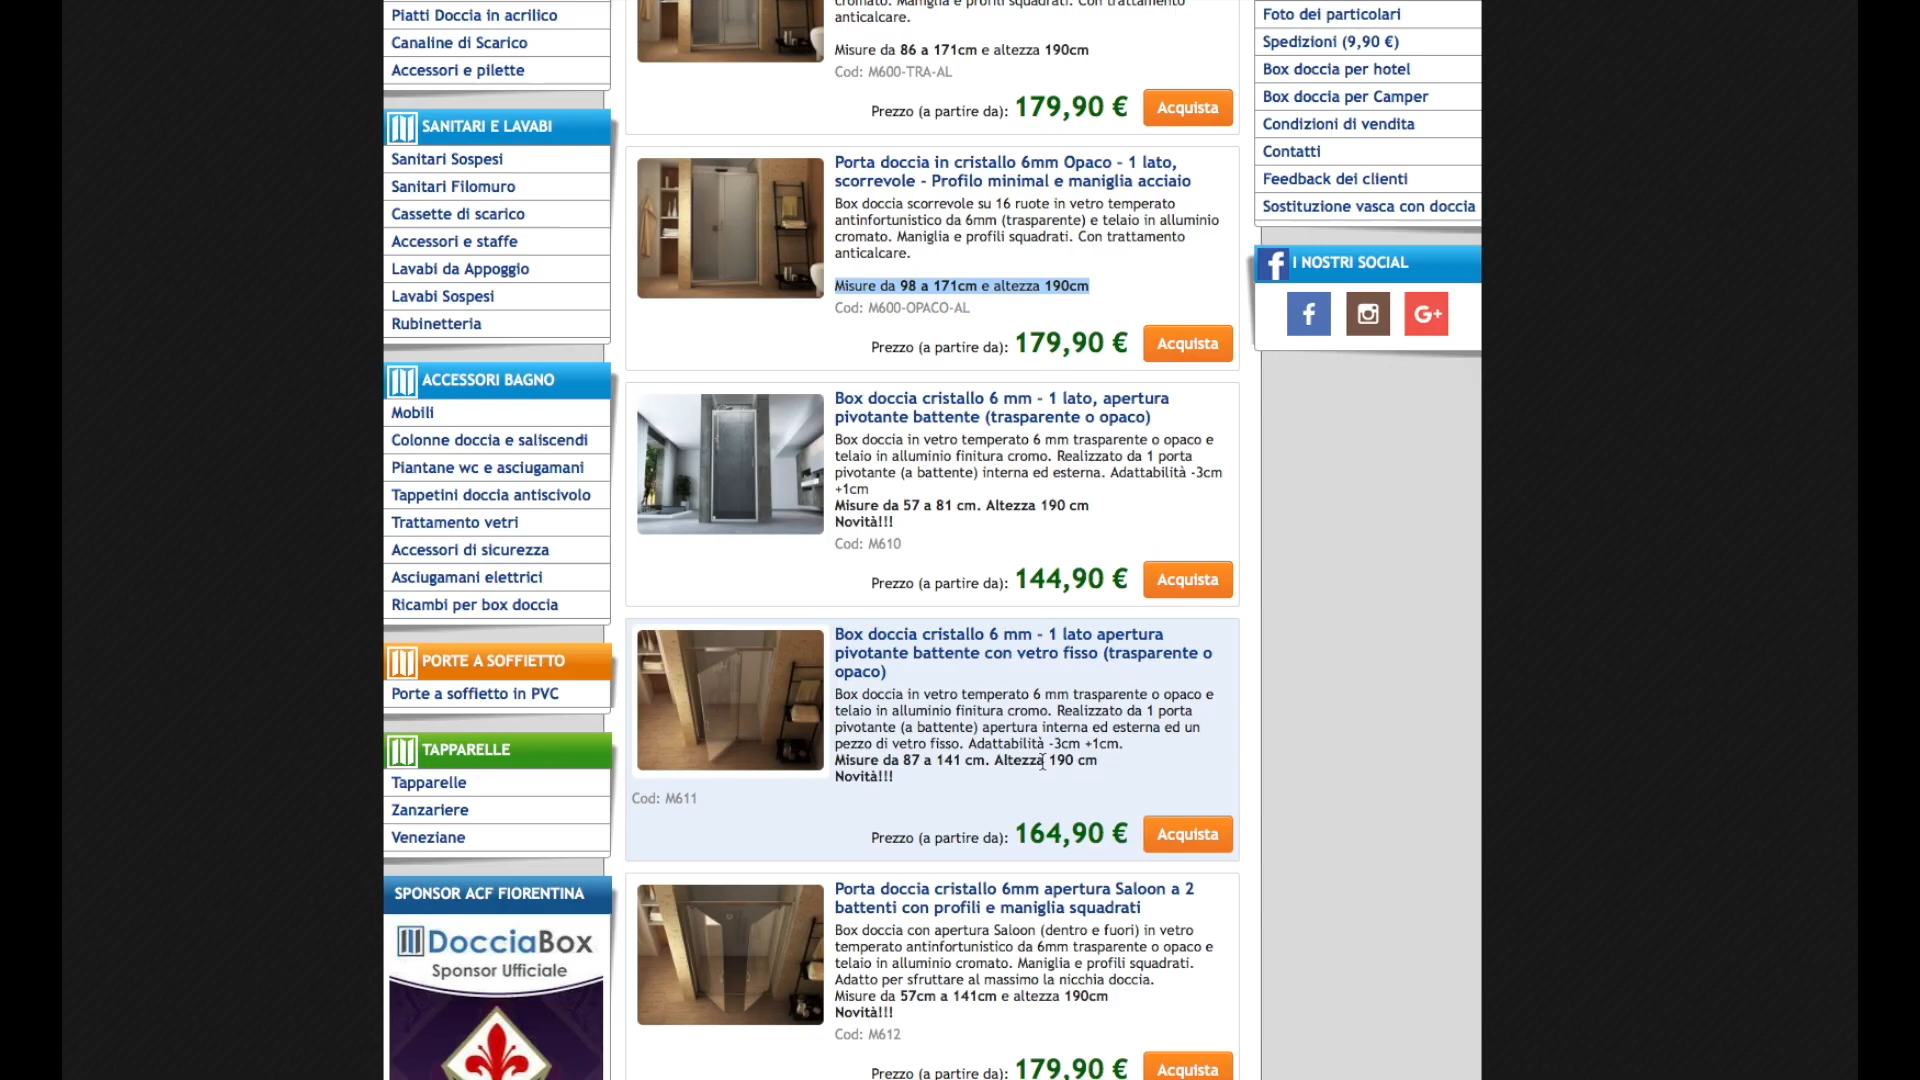 Piatti Doccia in acrilico
Canaline di Scarico
Accessori e pilette
SANITARI E LAVABI
Sanitari Sospesi
Sanitari Filomuro
Cassette di scarico
Accessori e staffe
Lavabi da Appoggio
Lavabi Sospesi
Rubinetteria
ACCESSORI BAGNO
Mobili
Colonne doccia e saliscendi
Piantane wc e asciugamani
Tappetini doccia antiscivolo
Trattamento vetri
Accessori di sicurezza
Asciugamani elettrici
Ricambi per box doccia
PORTE A SOFFIETTO
Porte a soffietto in PVC
TAPPARELLE
Tapparelle
Zanzariere
Veneziane
SPONSOR ACF FIORENTINA
DocciaBox
Sponsor Ufficiale
cromato. Maniglia e profili squadrati. Con trattamento
anticalcare.
Misure da 86 a 171cm e altezza 190cm
Cod: M600-TRA-AL
Prezzo (a partire da): 179,90 €
Acquista
Porta doccia in cristallo 6mm Opaco - 1 lato,
scorrevole - Profilo minimal e maniglia acciaio
Box doccia scorrevole su 16 ruote in vetro temperato
antinfortunistico da 6mm (trasparente) e telaio in alluminio
cromato. Maniglia e profili squadrati. Con trattamento
anticalcare.
Misure da 98 a 171cm e altezza 190cm
Cod: M600-OPACO-AL
Prezzo (a partire da): 179,90 €
Acquista
Box doccia cristallo 6 mm - 1 lato, apertura
pivotante battente (trasparente o opaco)
Box doccia in vetro temperato 6 mm trasparente o opaco e
telaio in alluminio finitura cromo. Realizzato da 1 porta
pivotante (a battente) interna ed esterna. Adattabilità -3cm
+1cm
Misure da 57 a 81 cm. Altezza 190 cm
Novità!!!
Cod: M610
Prezzo (a partire da): 144,90 €
Acquista
Box doccia cristallo 6 mm - 1 lato apertura
pivotante battente con vetro fisso (trasparente o
opaco)
Box doccia in vetro temperato 6 mm trasparente o opaco e
telaio in alluminio finitura cromo. Realizzato da 1 porta
pivotante (a battente) apertura interna ed esterna ed un
pezzo di vetro fisso. Adattabilità -3cm +1cm.
Misure da 87 a 141 cm. Altezza 190 cm
Novità!!!
Cod: M611
Prezzo (a partire da): 164,90 €
Acquista
Porta doccia cristallo 6mm apertura Saloon a 2
battenti con profili e maniglia squadrati
Box doccia con apertura Saloon (dentro e fuori) in vetro
temperato antinfortunistico da 6mm trasparente o opaco e
telaio in alluminio cromato. Maniglia e profili squadrati.
Adatto per sfruttare al massimo la nicchia doccia.
Misure da 57cm a 141cm e altezza 190cm
Novità!!!
Cod: M612
Prezzo (a partire da): 179,90 €
Acquista
Foto dei particolari
Spedizioni (9,90 €)
Box doccia per hotel
Box doccia per Camper
Condizioni di vendita
Contatti
Feedback dei clienti
Sostituzione vasca con doccia
f I NOSTRI SOCIAL
f
G+